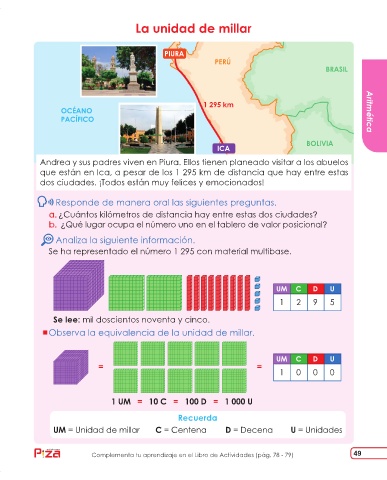 La unidad de millar
PIURA
PERÚ
BRASIL
1 295 km
OCÉANO
PACÍFICO
ICA
BOLIVIA
Aritmética
Andrea y sus padres viven en Piura. Ellos tienen planeado visitar a los abuelos
que están en Ica, a pesar de los 1 295 km de distancia que hay entre estas
dos ciudades. ¡Todos están muy felices y emocionados!
Responde de manera oral las siguientes preguntas.
a. ¿Cuántos kilómetros de distancia hay entre estas dos ciudades?
b. ¿Qué lugar ocupa el número uno en el tablero de valor posicional?
Analiza la siguiente información.
Se ha representado el número 1 295 con material multibase.
UM C D U
1 2 9 5
Se lee: mil doscientos noventa y cinco.
Observa la equivalencia de la unidad de millar.
= =
UM C D U
1 0 0 0
1 UM = 10 C = 100 D = 1 000 U
Recuerda
UM = Unidad de millar C = Centena D = Decena U = Unidades
Complementa tu aprendizaje en el Libro de Actividades (pág. 78 - 79)
49